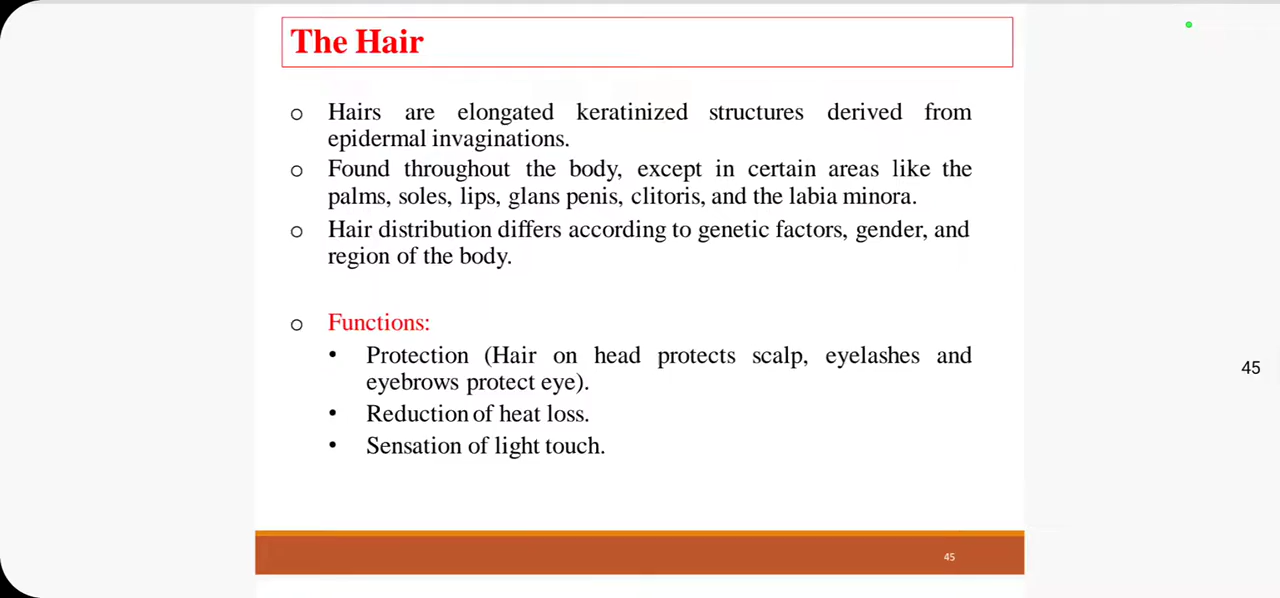 The Hair
o Hairs are elongated keratinized structures derived from
epidermal invaginations.
o Found throughout the body, except in certain areas like the
palms, soles, lips, glans penis, clitoris, and the labia minora.
o Hair distribution differs according to genetic factors, gender, and
region of the body.
o Functions:
• Protection (Hair on head protects scalp, eyelashes and
eyebrows protect eye).
• Reduction of heat loss.
• Sensation of light touch.
45
45